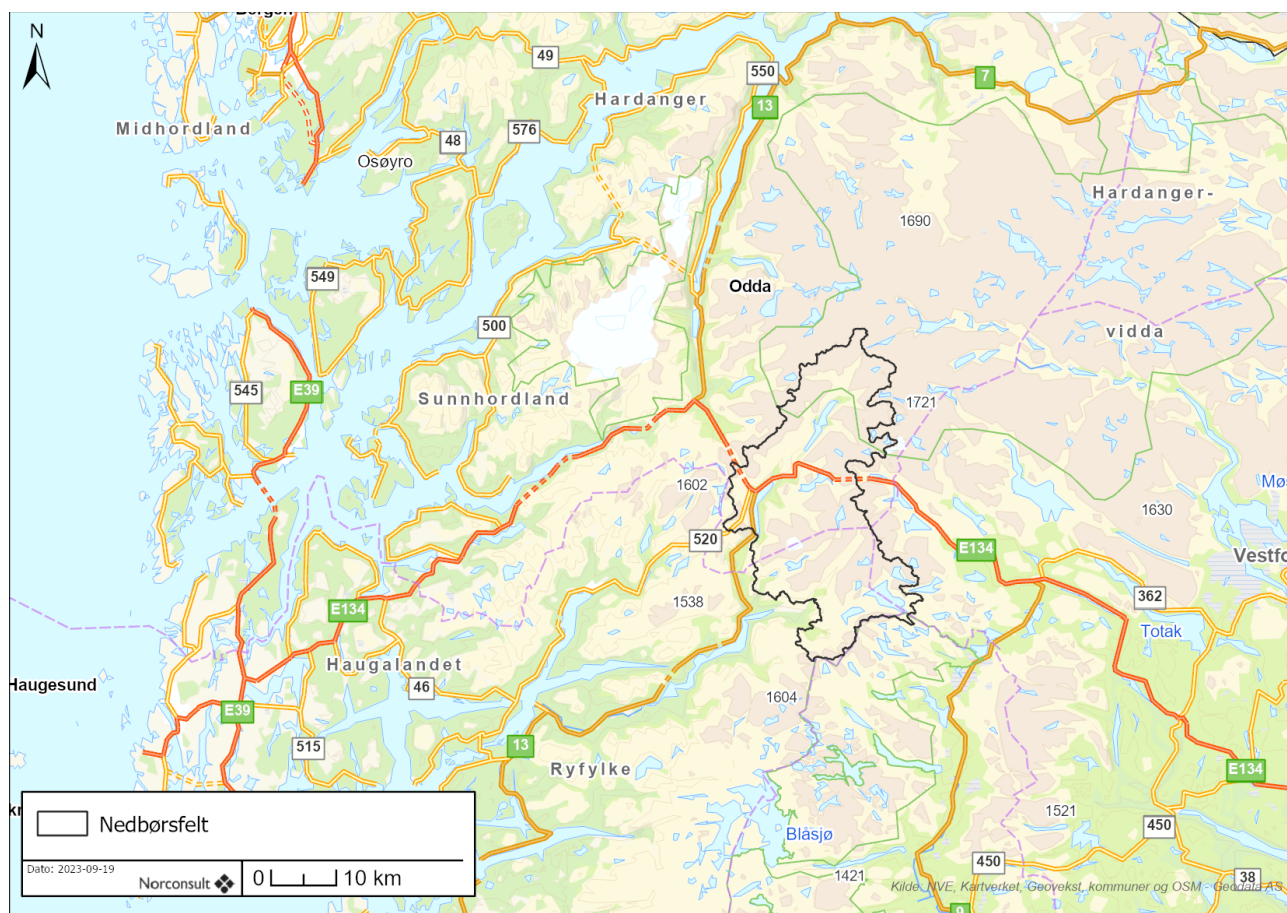 Bergen
N
49
550
7
Hardanger
13
Midhordland
576
48
Osøyro
Hardanger-
1690
549
Odda
500
vidda
E39
545
Sunnhordland
1721
1602
1630
520
E134
Vestfo
1538
362
E134
Totak
Haugalandet
Haugesund
46
1604
E39
13
515
Ryfylke
E134
1521
450
Blåsjø
Nedbørsfelt
450
1421
38
Dato: 2023-09-19
Norconsult
0 10 km
Kilde: NVE, Kartverket, Geovekst, kommuner og OSM - Geodata AS
9